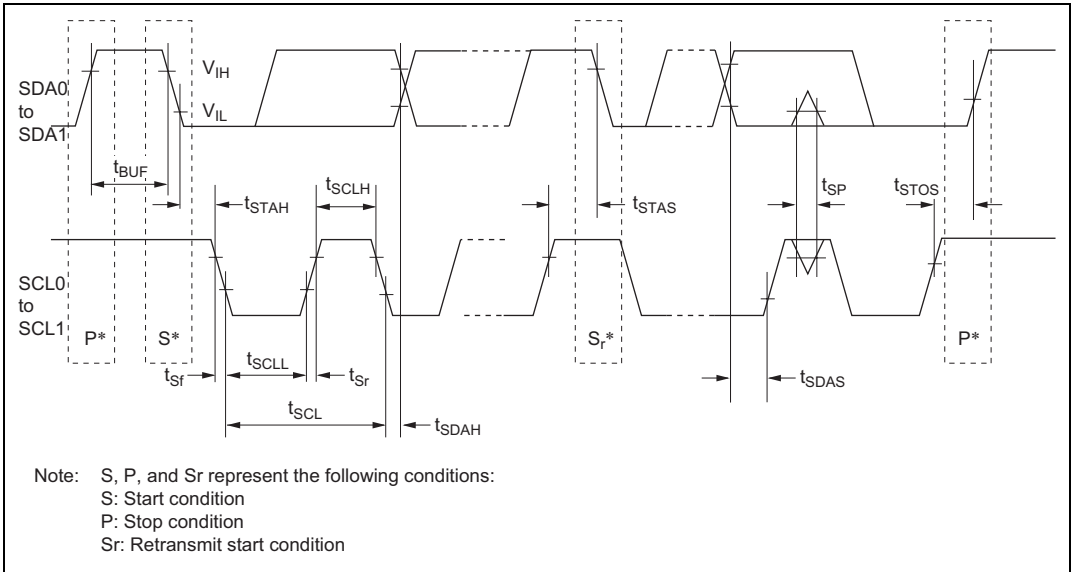 SDA0
to
SDA1
VIH
VIL
tBUF
tSTAH
tSCLH
tSTAS
tSP
tSTOS
SCL0
to
SCL1
P*
S*
Sr*
P*
tSf
tSCLL
tSr
tSCL
tSDAH
tSDAS
Note: S, P, and Sr represent the following conditions:
S: Start condition
P: Stop condition
Sr: Retransmit start condition